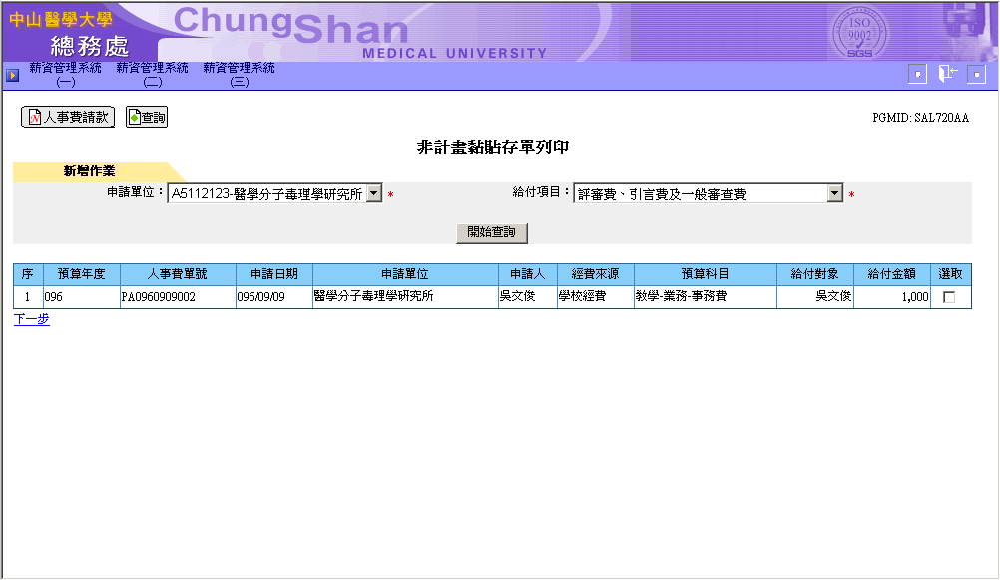 中山醫學大學
總務處
ChungShan
MEDICAL UNIVERSITY
ISO
9002
SGS
薪資管理系統
(一)
薪資管理系統
(二)
薪資管理系統
(三)
人事費請款 查詢
PGMID: SAL720AA
非計畫黏貼存單列印
新增作業
申請單位： A5112123-醫學分子毒理學研究所 * 給付項目： 評審費、引言費及一般審查費 *
開始查詢
序 預算年度 人事費單號 申請日期 申請單位 申請人 經費來源 預算科目 給付對象 給付金額 選取
1 096 PA0960909002 096/09/09 醫學分子毒理學研究所 吳文俊 學校經費 教學-業務-事務費 吳文俊 1,000
下一步